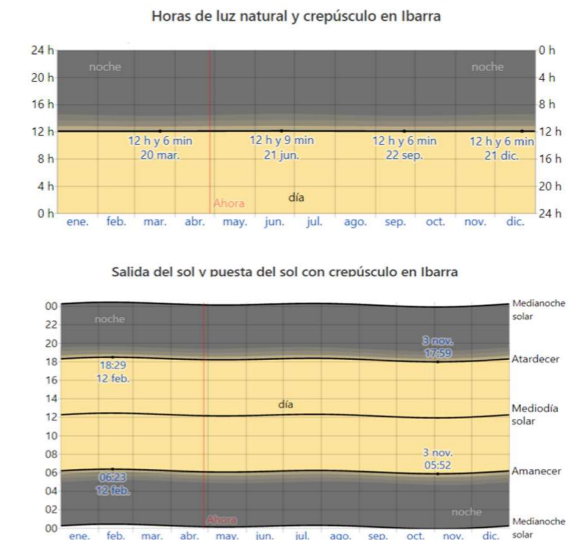 Horas de luz natural y crepúsculo en Ibarra
24 h
0 h
noche
noche
20 h
4 h
16 h
8 h
12 h
12 h
12 h y 6 min
20 mar.
12 h y 9 min
21 jun.
12 h y 6 min
22 sep.
12 h y 6 min
21 dic.
8 h
16 h
4 h
20 h
día
Ahora
0 h
24 h
ene. feb. mar. abr. may. jun. jul. ago. sep. oct. nov. dic.
Salida del sol y puesta del sol con crepúsculo en Ibarra
00
Medianoche
solar
noche
22
20
3 nov.
17:59
18
Atardecer
18:29
12 feb.
16
14
día
12
Mediodía
solar
10
08
3 nov.
05:52
06
Amanecer
06:23
12 feb.
04
02
noche
Ahora
00
Medianoche
solar
ene. feb. mar. abr. may. jun. jul. ago. sep. oct. nov. dic.